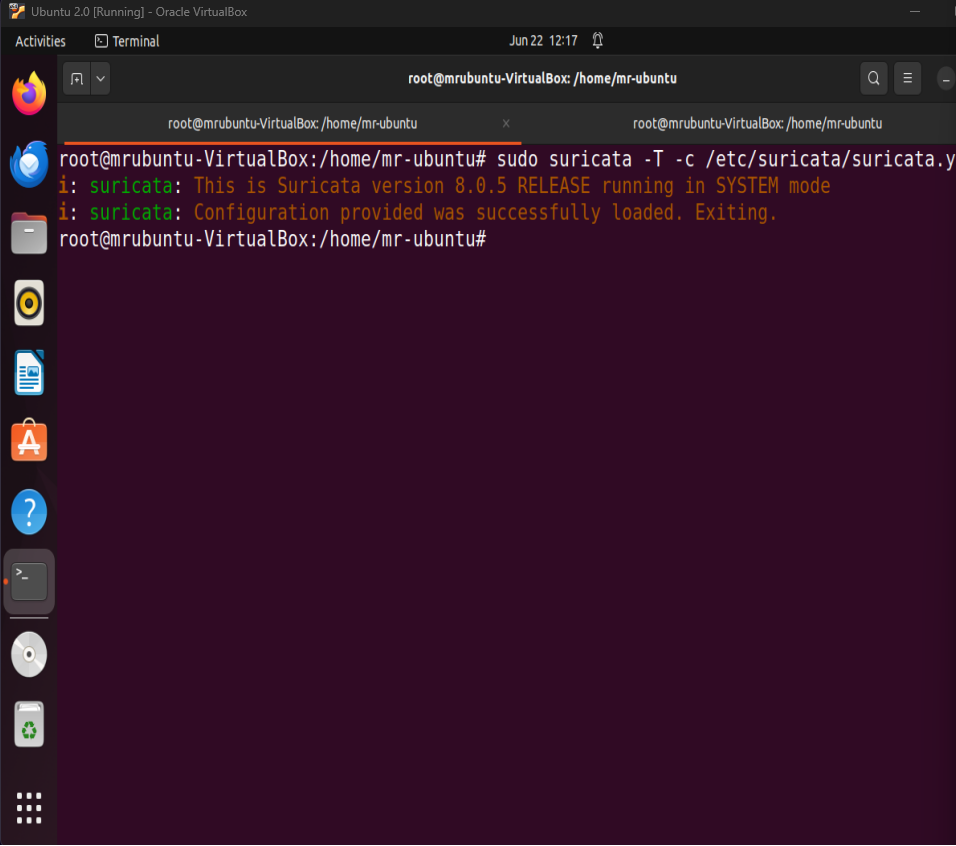 Ubuntu 2.0 [Running] - Oracle VirtualBox
Activities
Terminal
Jun 22 12:17
root@mrubuntu-VirtualBox: /home/mr-ubuntu
root@mrubuntu-VirtualBox: /home/mr-ubuntu
root@mrubuntu-VirtualBox: /home/mr-ubuntu
root@mrubuntu-VirtualBox:/home/mr-ubuntu# sudo suricata -T -c /etc/suricata/suricata.y
i: suricata: This is Suricata version 8.0.5 RELEASE running in SYSTEM mode
i: suricata: Configuration provided was successfully loaded. Exiting.
root@mrubuntu-VirtualBox:/home/mr-ubuntu#